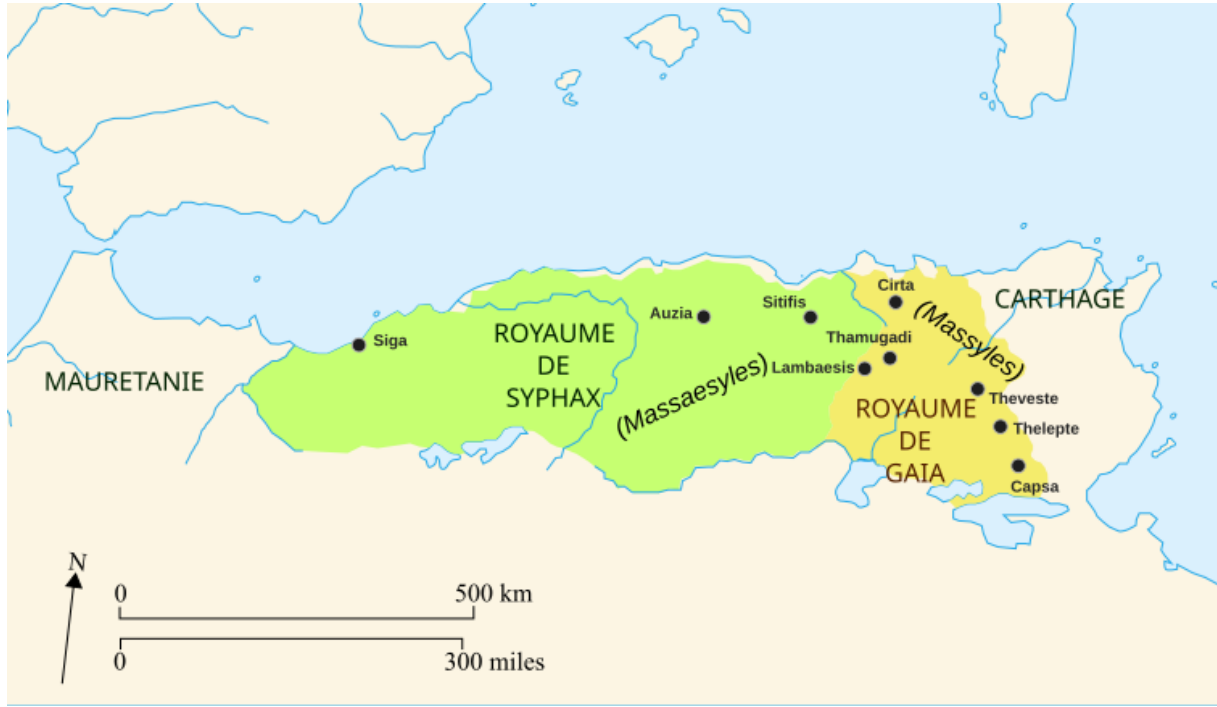 Cirta
CARTHAGE
Sitifis
Auzia
(Massyles)
Siga
ROYAUME
DE
SYPHAX
Thamugadi
Lambaesis
MAURETANIE
(Massaesyles)
Theveste
ROYAUME
DE
GAIA
Thelepte
Capsa
N
0 500 km
0 300 miles